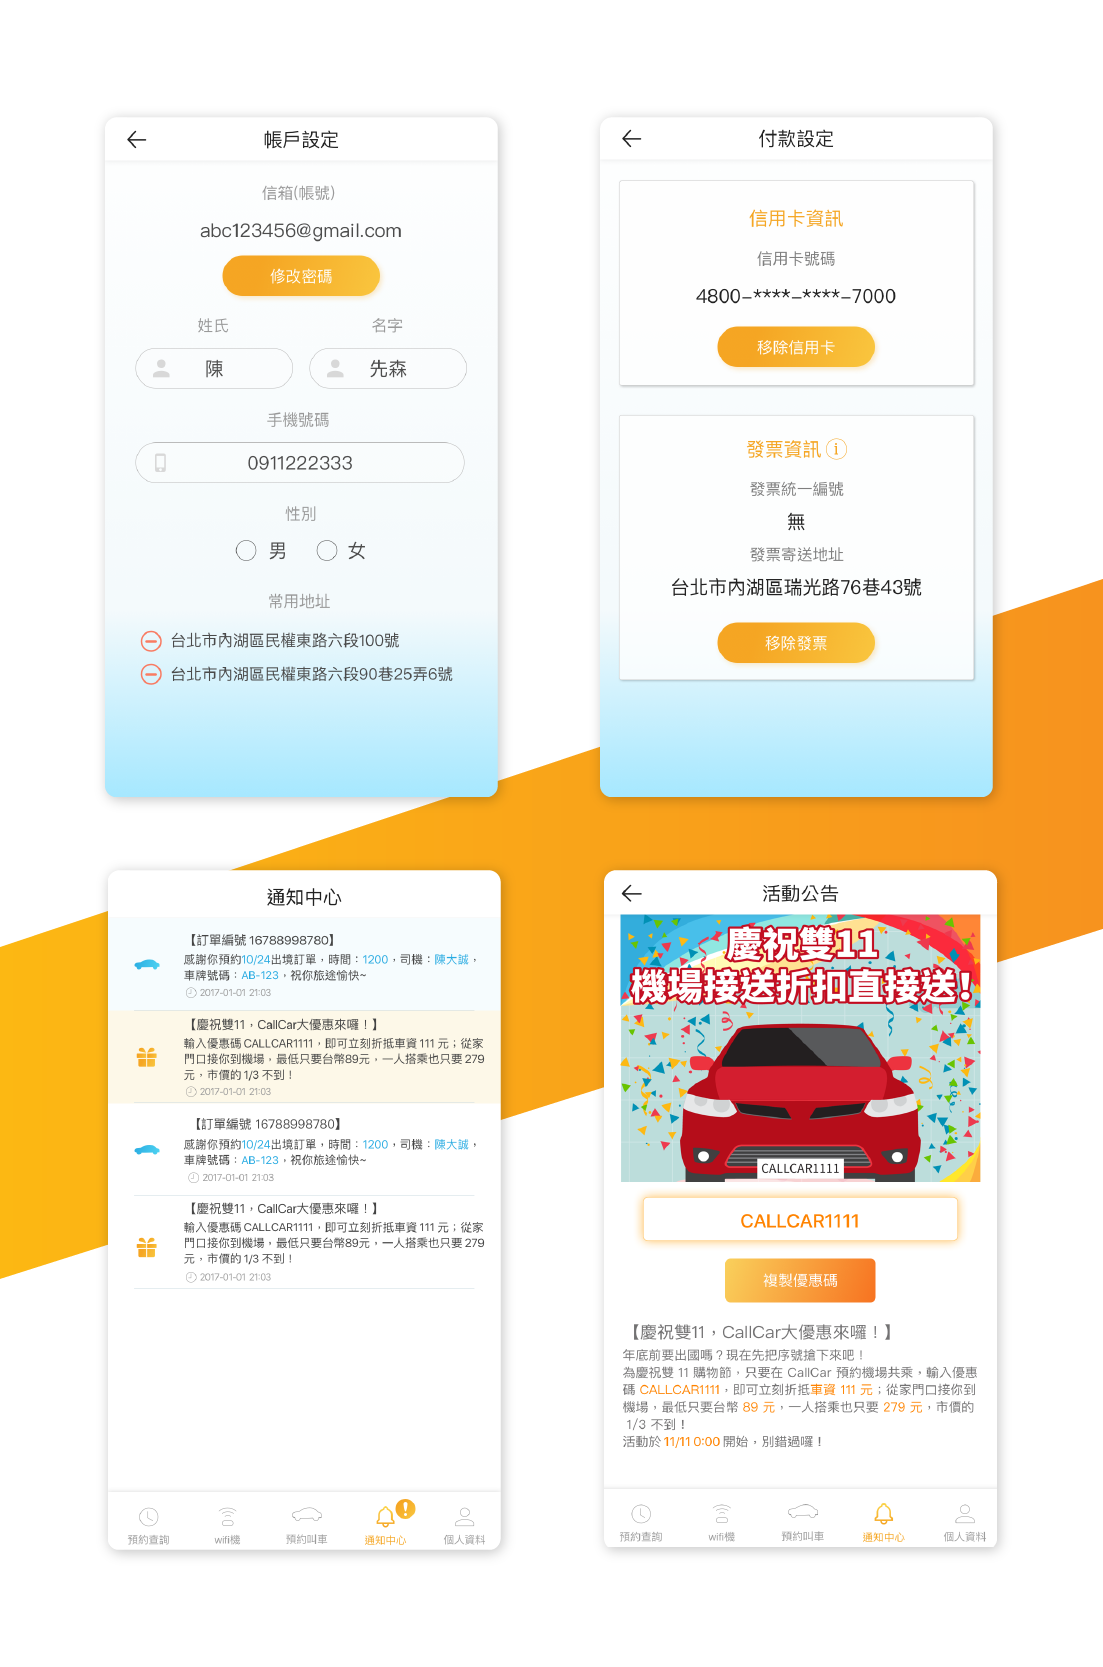 帳戶設定
信箱(帳號)
abc123456@gmail.com
修改密碼
姓氏 名字
陳 先森
手機號碼
0911222333
性別
男 女
常用地址
台北市內湖區民權東路六段100號
台北市內湖區民權東路六段90巷25弄6號
付款設定
信用卡資訊
信用卡號碼
4800-****-****-7000
移除信用卡
發票資訊 i
發票統一編號
無
發票寄送地址
台北市內湖區瑞光路76巷43號
移除發票
通知中心
【訂單編號 16788998780】
感謝你預約10/24出境訂單，時間：1200，司機：陳大誠，
車牌號碼：AB-123，祝你旅途愉快~
2017-01-01 21:03
【慶祝雙11，CallCar大優惠來囉！】
輸入優惠碼 CALLCAR1111，即可立刻折抵車資 111 元；從家
門口接你到機場，最低只要台幣89元，一人搭乘也只要 279
元，市價的 1/3 不到！
2017-01-01 21:03
【訂單編號 16788998780】
感謝你預約10/24出境訂單，時間：1200，司機：陳大誠，
車牌號碼：AB-123，祝你旅途愉快~
2017-01-01 21:03
【慶祝雙11，CallCar大優惠來囉！】
輸入優惠碼 CALLCAR1111，即可立刻折抵車資 111 元；從家
門口接你到機場，最低只要台幣89元，一人搭乘也只要 279
元，市價的 1/3 不到！
2017-01-01 21:03
預約查詢 wifi機 預約叫車 通知中心 個人資料
活動公告
慶祝雙11
機場接送折扣直接送!
CALLCAR1111
CALLCAR1111
複製優惠碼
【慶祝雙11，CallCar大優惠來囉！】
年底前要出國嗎？現在先把序號搶下來吧！
為慶祝雙 11 購物節，只要在 CallCar 預約機場共乘，輸入優惠
碼 CALLCAR1111，即可立刻折抵車資 111 元；從家門口接你到
機場，最低只要台幣 89 元，一人搭乘也只要 279 元，市價的
1/3 不到！
活動於 11/11 0:00 開始，別錯過囉！
預約查詢 wifi機 預約叫車 通知中心 個人資料